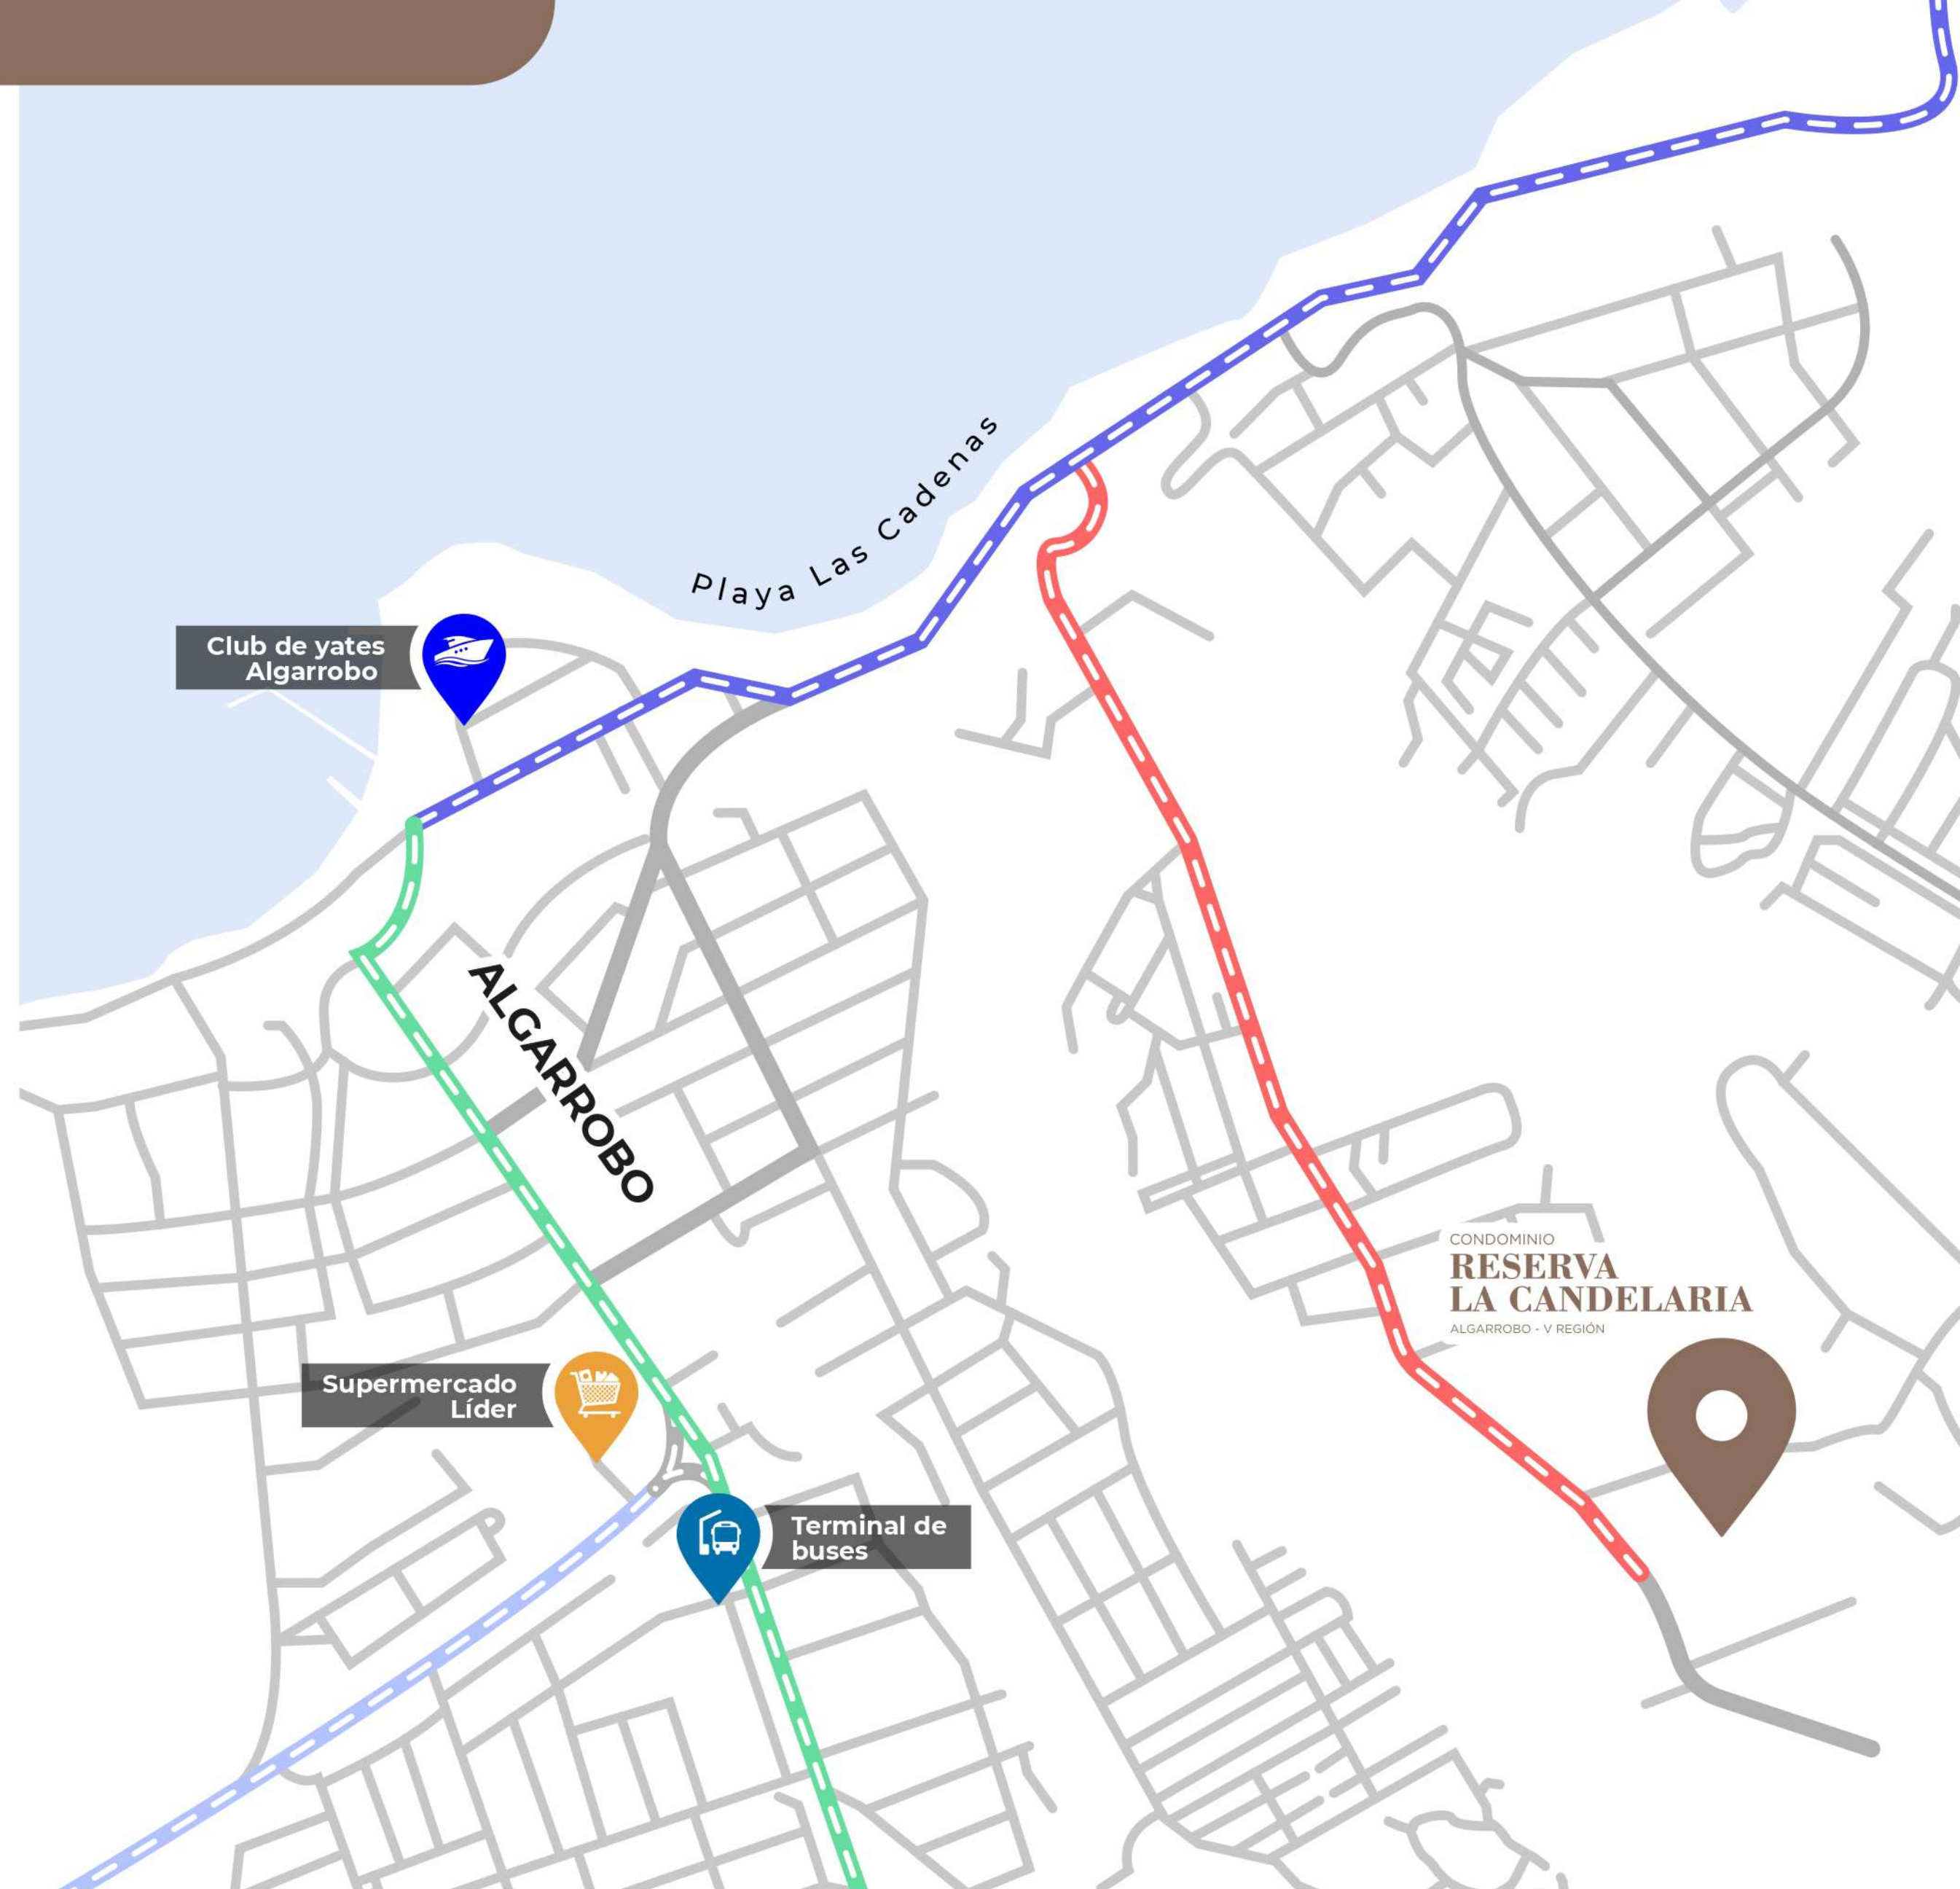 Playa Las Cadenas
Club de yates
Algarrobo
ALGARROBO
CONDOMINIO
RESERVA
LA CANDELARIA
ALGARROBO - V REGIÓN
Supermercado
Líder
Terminal de
buses